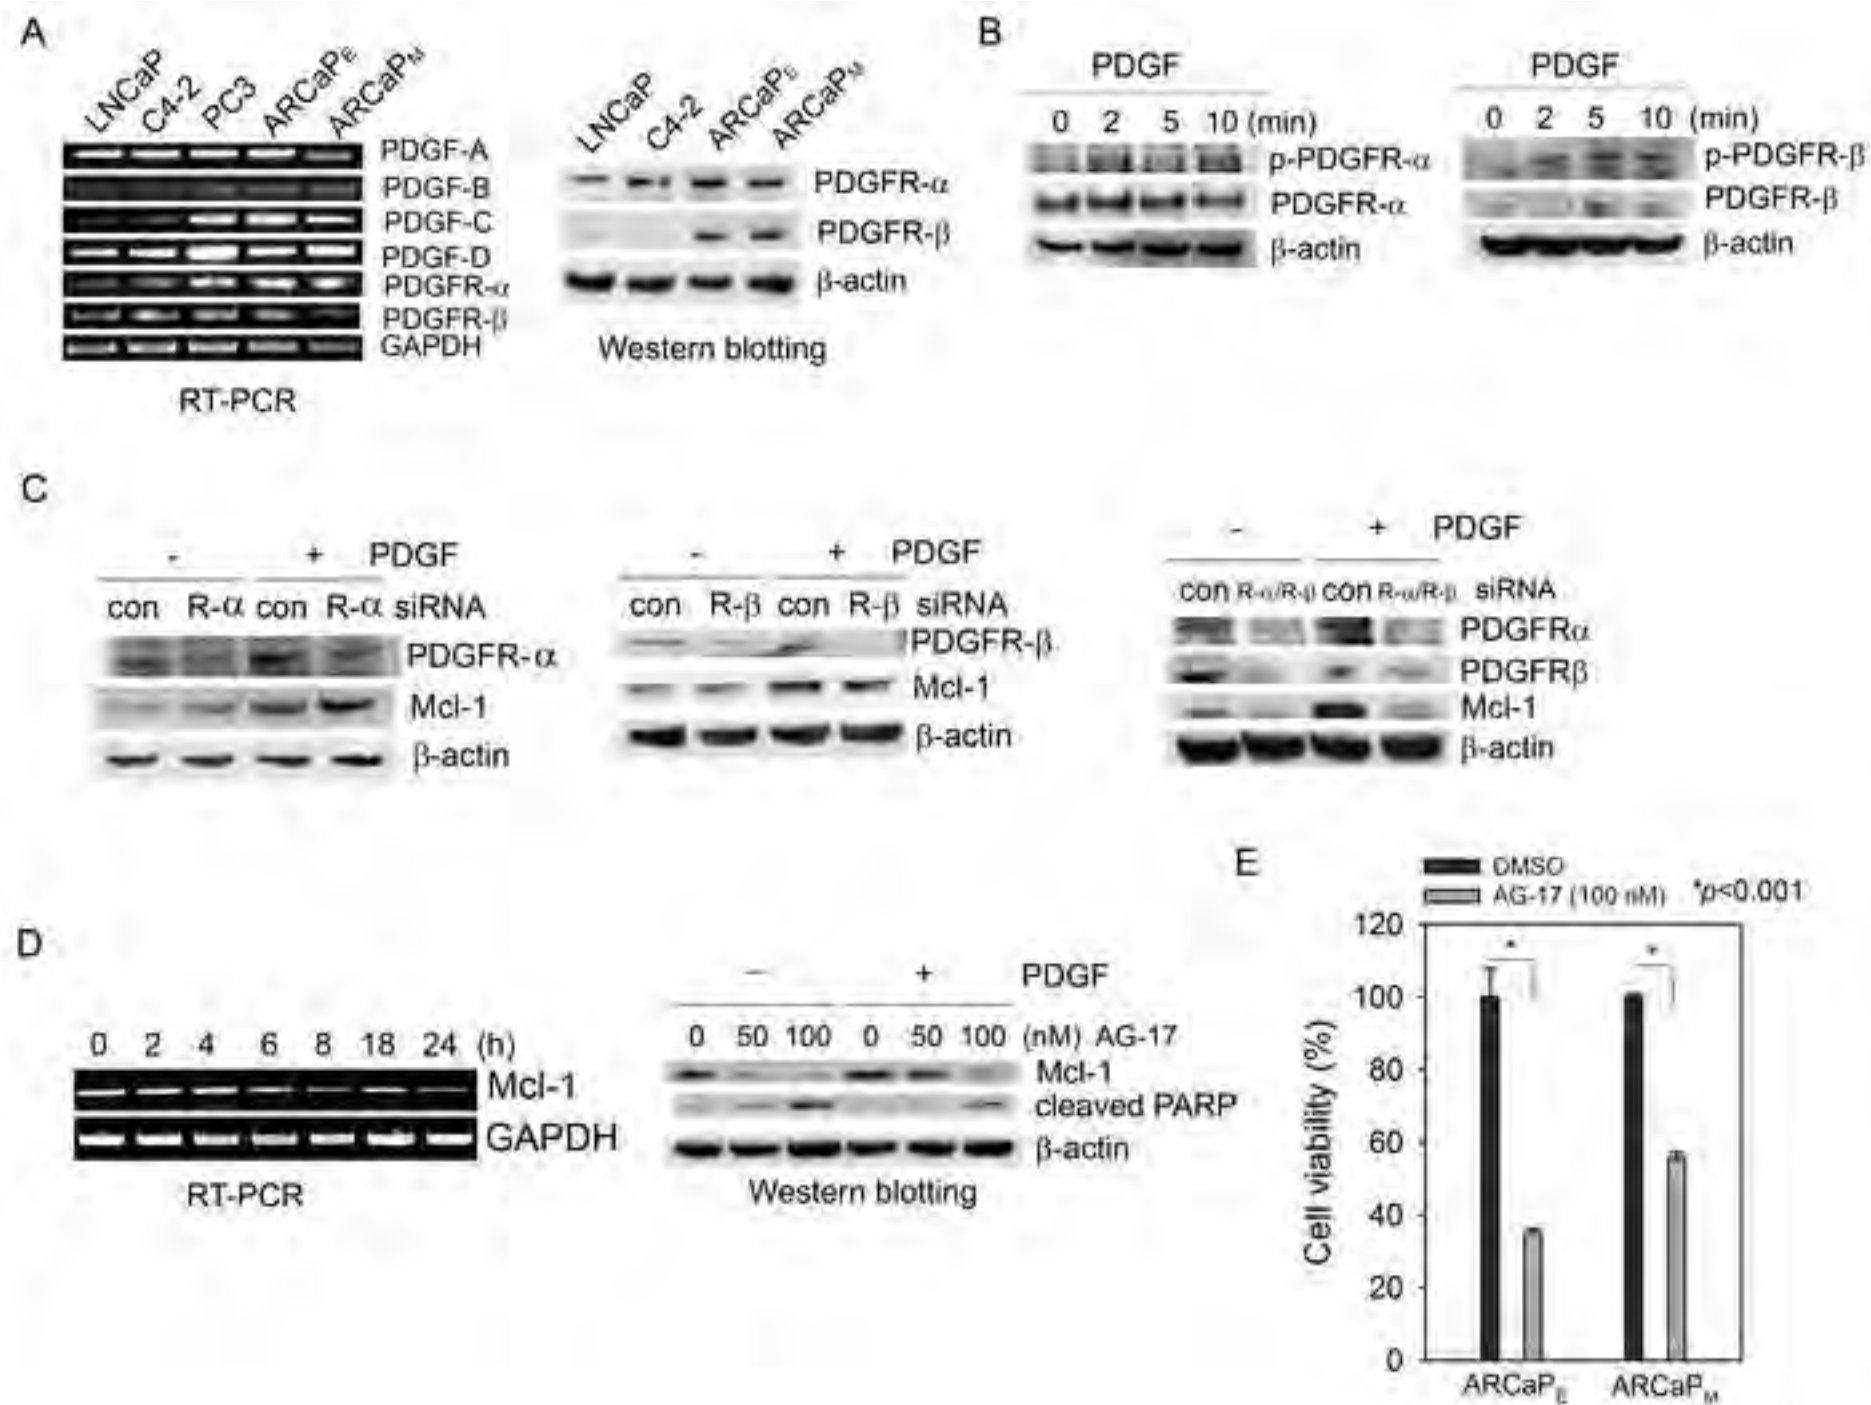 A
LNCaP C4-2 PC3 ARCaPE ARCaPM
PDGF-A
PDGF-B
PDGF-C
PDGF-D
PDGFR-α
PDGFR-β
GAPDH
RT-PCR
LNCaP C4-2 ARCaPE ARCaPM
PDGFR-α
PDGFR-β
β-actin
Western blotting
B
PDGF
0 2 5 10 (min)
p-PDGFR-α
PDGFR-α
β-actin
PDGF
0 2 5 10 (min)
p-PDGFR-β
PDGFR-β
β-actin
C
- + PDGF
con R-α con R-α siRNA
PDGFR-α
Mcl-1
β-actin
- + PDGF
con R-β con R-β siRNA
PDGFR-β
Mcl-1
β-actin
- + PDGF
con R-α/R-β con R-α/R-β siRNA
PDGFRα
PDGFRβ
Mcl-1
β-actin
D
0 2 4 6 8 18 24 (h)
Mcl-1
GAPDH
RT-PCR
- + PDGF
0 50 100 0 50 100 (nM) AG-17
Mcl-1
cleaved PARP
β-actin
Western blotting
E
DMSO
AG-17 (100 nM) *p<0.001
120
100
80
60
40
20
0
Cell viability (%)
* *
ARCaPE ARCaPM